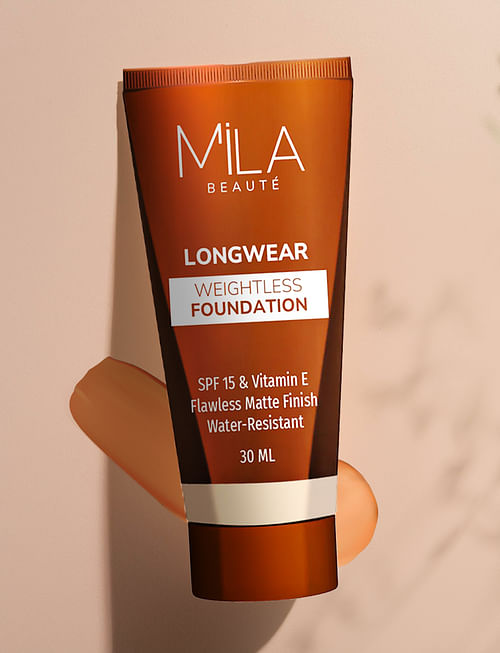 MiLA
BEAUTÉ
LONGWEAR
WEIGHTLESS
FOUNDATION
SPF 15 & Vitamin E
Flawless Matte Finish
Water-Resistant
30 ML